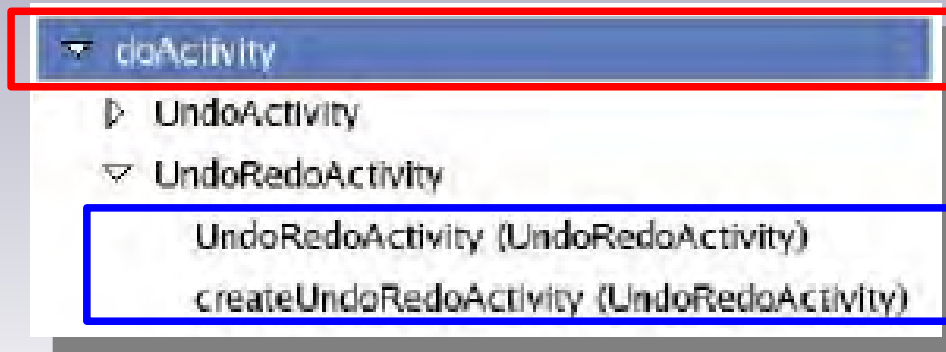 doActivity
UndoActivity
UndoRedoActivity
UndoRedoActivity (UndoRedoActivity)
createUndoRedoActivity (UndoRedoActivity)